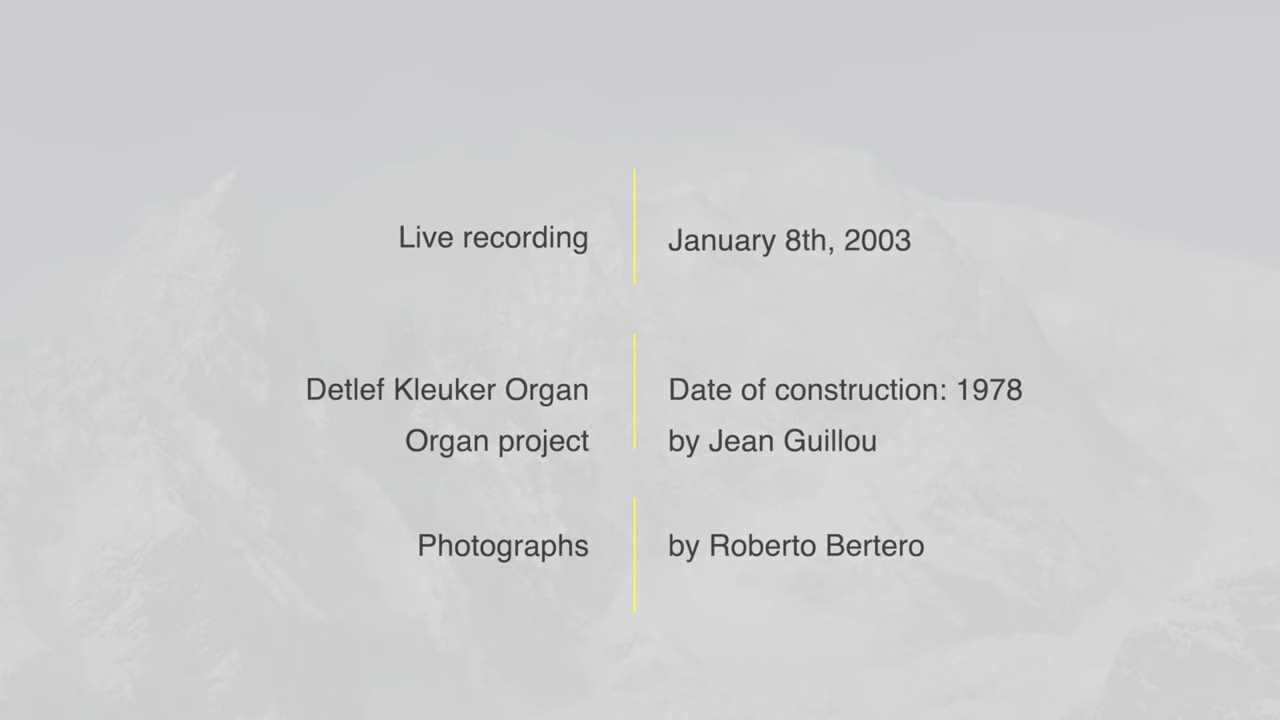 Live recording
January 8th, 2003
Detlef Kleuker Organ
Date of construction: 1978
Organ project
by Jean Guillou
Photographs
by Roberto Bertero